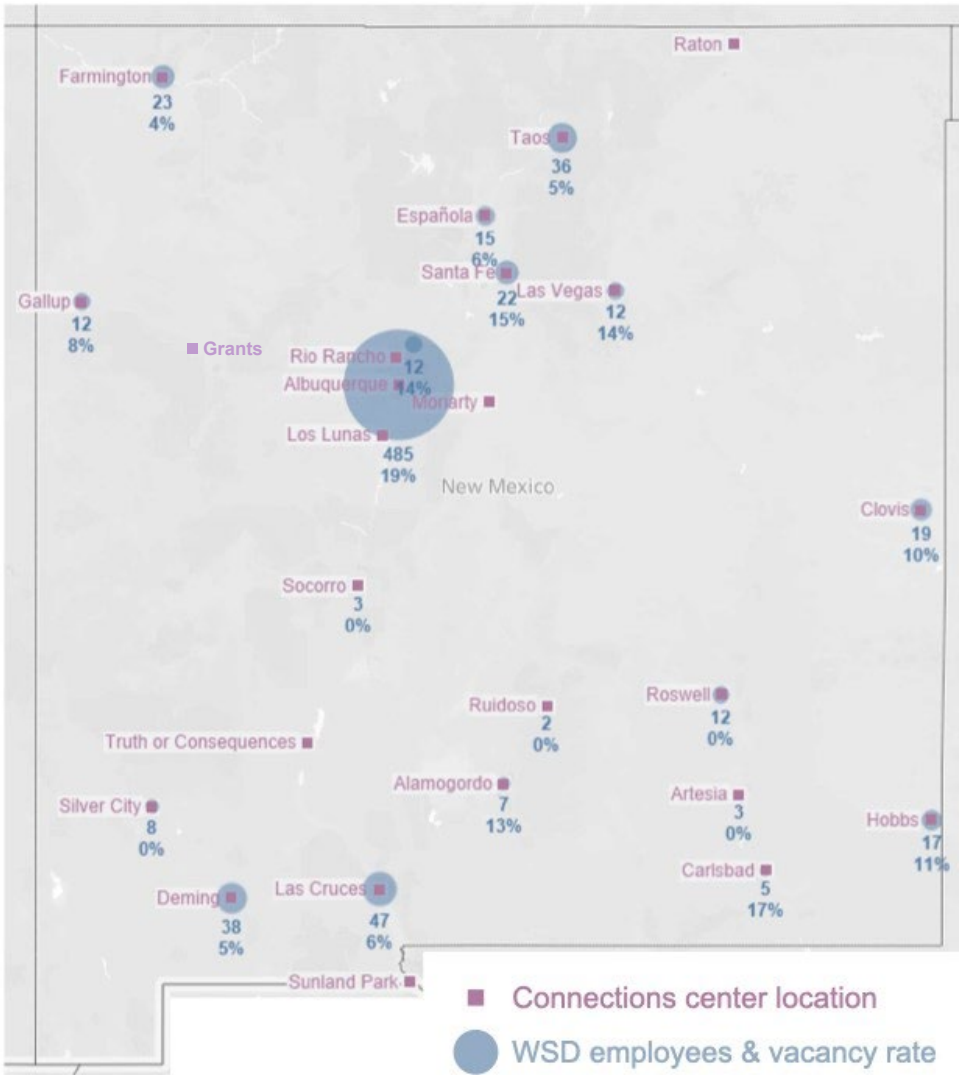 Raton
Farmington
23
4%
Taos
36
5%
Española
15
6%
Santa Fe
22
15%
Las Vegas
12
14%
Gallup
12
8%
Grants
Rio Rancho
12
14%
Albuquerque
Moriarty
Los Lunas
485
19%
New Mexico
Clovis
19
10%
Socorro
3
0%
Ruidoso
2
0%
Roswell
12
0%
Truth or Consequences
Alamogordo
7
13%
Artesia
3
0%
Silver City
8
0%
Hobbs
17
11%
Carlsbad
5
17%
Deming
38
5%
Las Cruces
47
6%
Sunland Park
Connections center location
WSD employees & vacancy rate